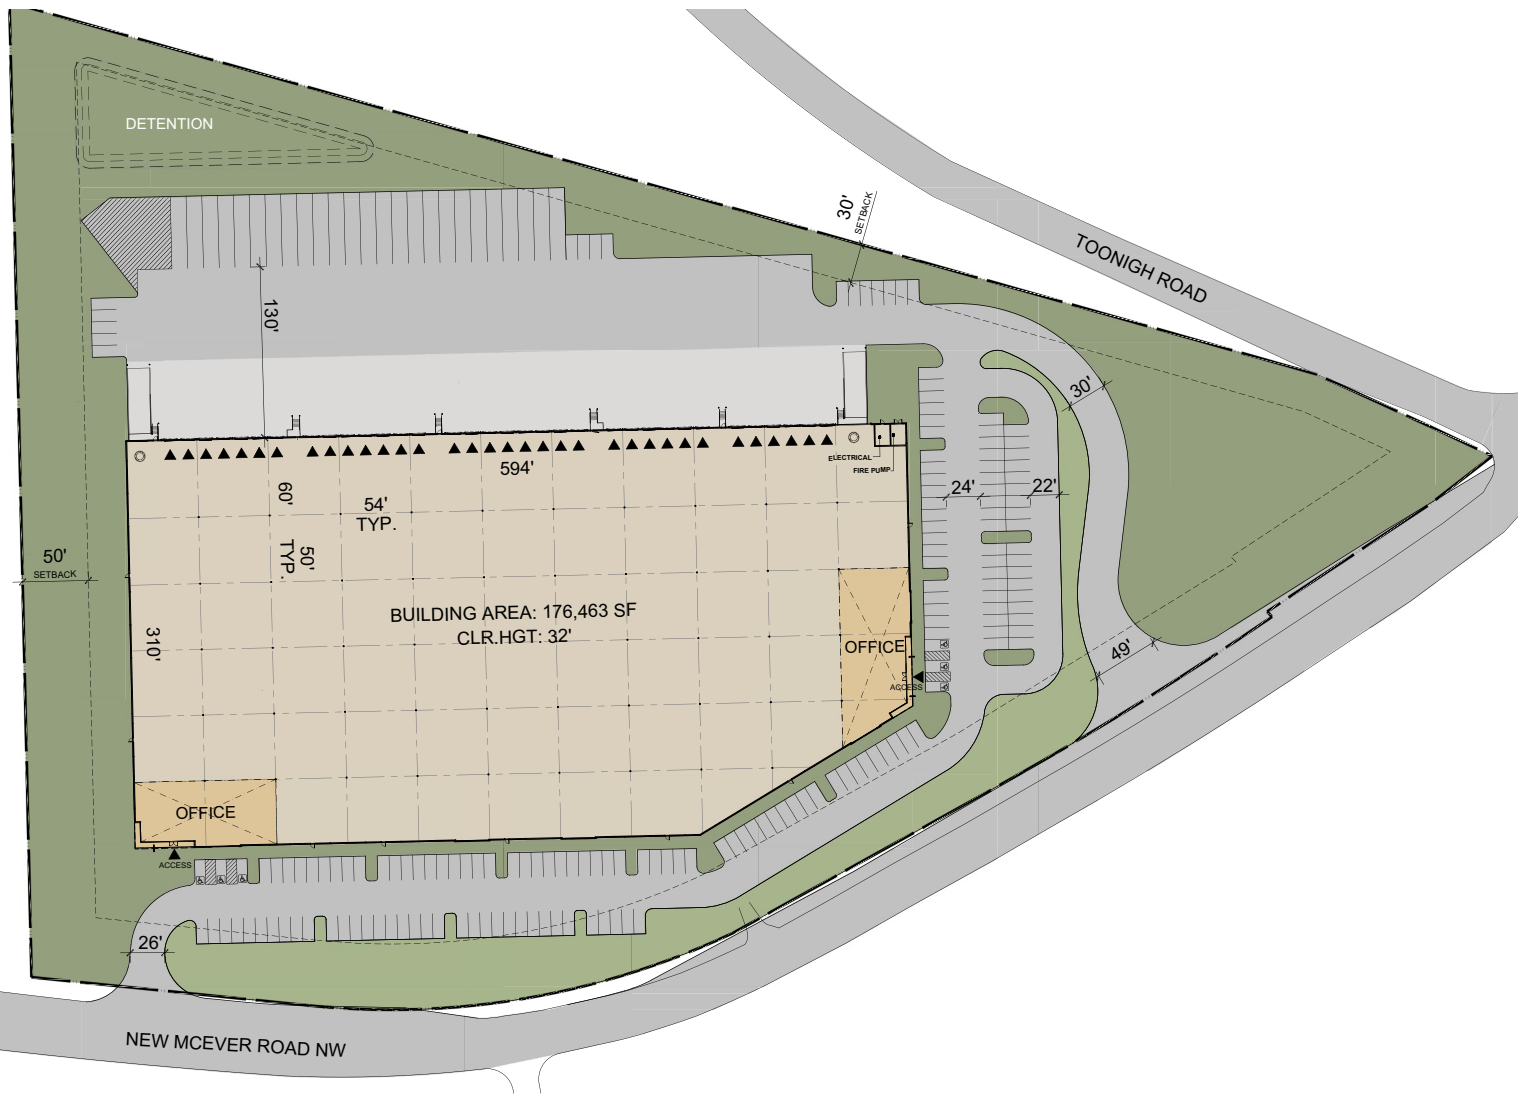 DETENTION
30'
SETBACK
TOONIGH ROAD
130'
30'
594'
ELECTRICAL
FIRE PUMP
60'
54'
TYP.
24'
22'
50'
TYP.
50'
SETBACK
BUILDING AREA: 176,463 SF
CLR.HGT: 32'
310'
OFFICE
49'
ACCESS
OFFICE
ACCESS
26'
NEW MCEVER ROAD NW